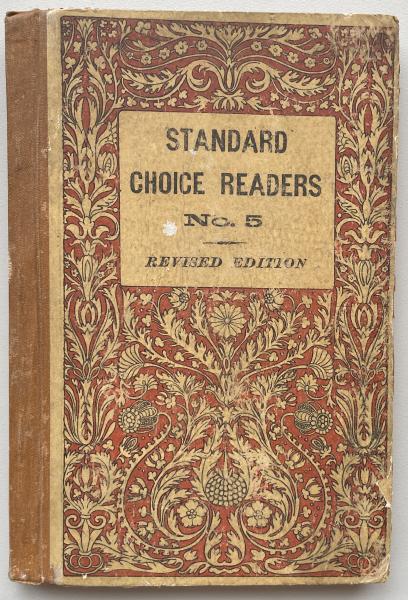 STANDARD
CHOICE READERS
No. 5
REVISED EDITION